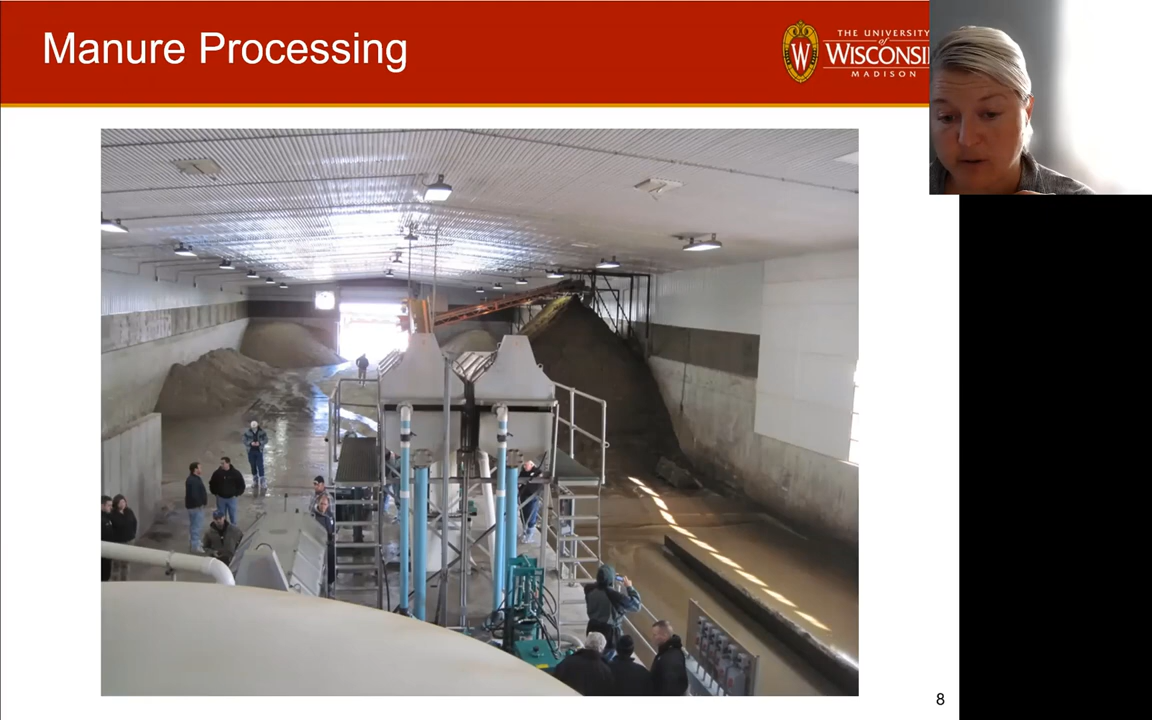 Manure Processing
THE UNIVERSITY
of
WISCONSI
MADISON
W
8